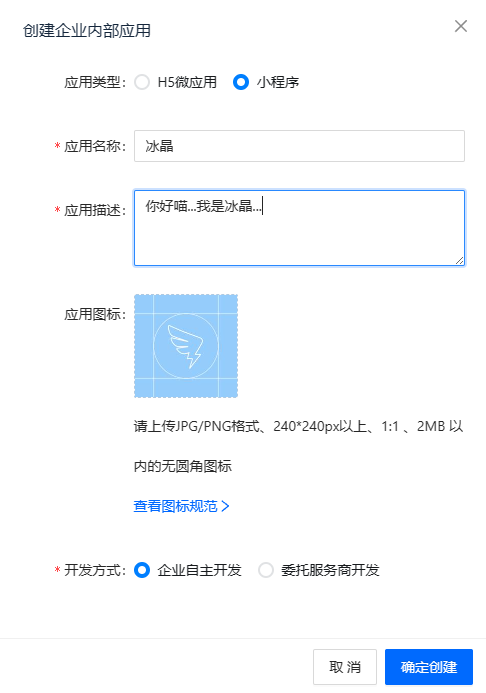 创建企业内部应用
应用类型: H5微应用 小程序
* 应用名称: 冰晶
* 应用描述: 你好喵...我是冰晶...
应用图标:
请上传JPG/PNG格式、240*240px以上、1:1 、2MB 以
内的无圆角图标
查看图标规范 >
* 开发方式: 企业自主开发 委托服务商开发
取 消 确定创建